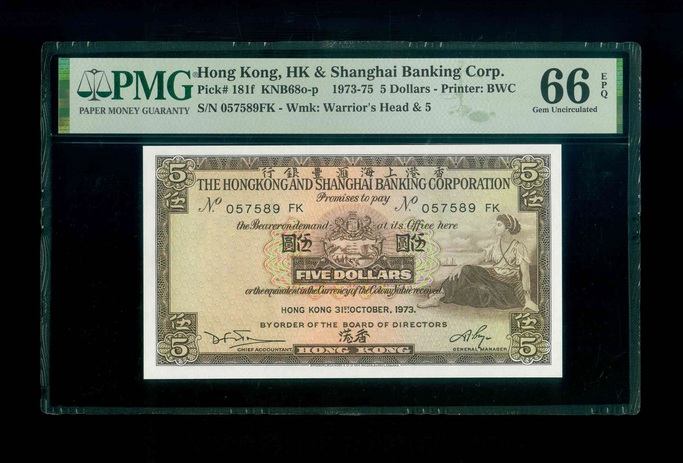 PMG
PAPER MONEY GUARANTY
Hong Kong, HK & Shanghai Banking Corp.
Pick# 181f KNB68o-p 1973-75 5 Dollars - Printer: BWC
S/N 057589FK - Wmk: Warrior's Head & 5
66 EPQ
Gem Uncirculated
5 行銀豐滙海上港香 5
伍 THE HONGKONG AND SHANGHAI BANKING CORPORATION 伍
Promises to pay
No 057589 FK No 057589 FK
the Bearer on demand at its Office here
圓伍 圓伍
FIVE DOLLARS
or the equivalent in the Currency of the Colony Value received
HONG KONG 31ST OCTOBER, 1973.
BY ORDER OF THE BOARD OF DIRECTORS
伍 港香 伍
5 CHIEF ACCOUNTANT. HONG KONG GENERAL MANAGER 5